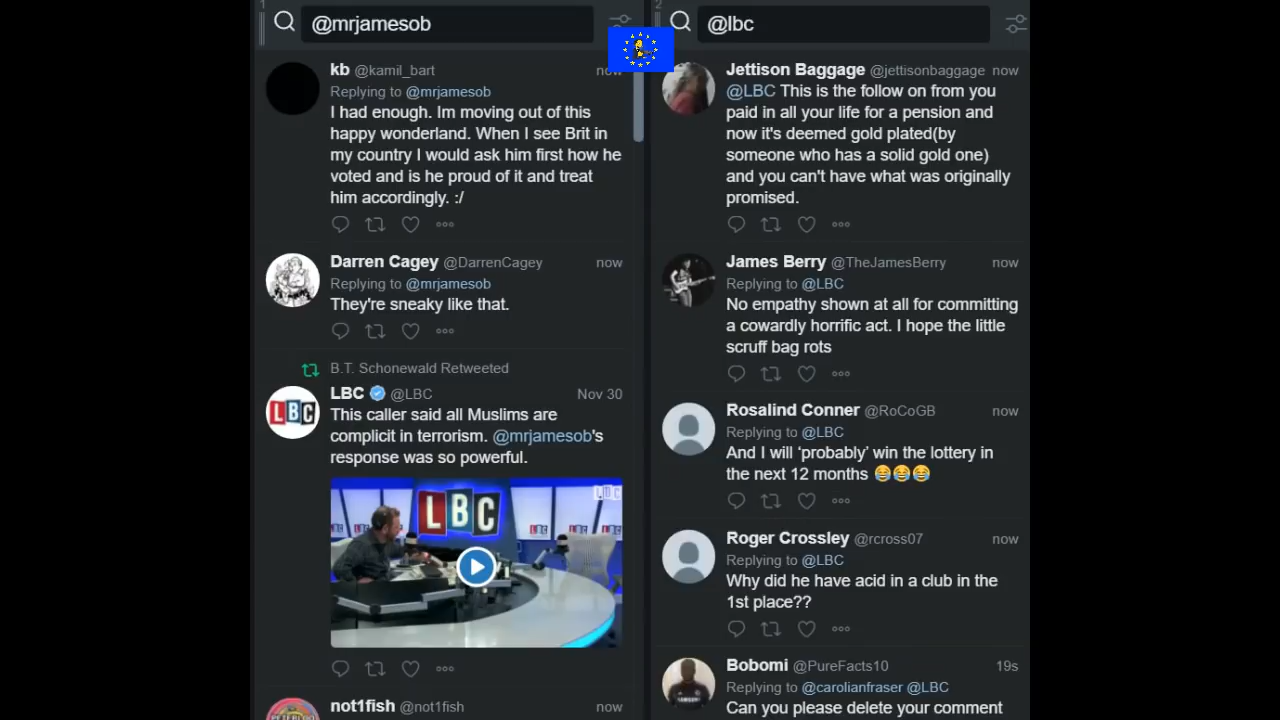 1
@mrjamesob
kb @kamil_bart now
Replying to @mrjamesob
I had enough. Im moving out of this
happy wonderland. When I see Brit in
my country I would ask him first how he
voted and is he proud of it and treat
him accordingly. :/
Darren Cagey @DarrenCagey now
Replying to @mrjamesob
They're sneaky like that.
B.T. Schonewald Retweeted
LBC @LBC Nov 30
LBC
This caller said all Muslims are
complicit in terrorism. @mrjamesob's
response was so powerful.
LBC
LBC
LBC
LBC
LBC
LBC
not1fish @not1fish now
2
@lbc
Jettison Baggage @jettisonbaggage now
@LBC This is the follow on from you
paid in all your life for a pension and
now it's deemed gold plated(by
someone who has a solid gold one)
and you can't have what was originally
promised.
James Berry @TheJamesBerry now
Replying to @LBC
No empathy shown at all for committing
a cowardly horrific act. I hope the little
scruff bag rots
Rosalind Conner @RoCoGB now
Replying to @LBC
And I will ‘probably’ win the lottery in
the next 12 months 😂😂😂
Roger Crossley @rcross07 now
Replying to @LBC
Why did he have acid in a club in the
1st place??
Bobomi @PureFacts10 19s
Replying to @carolianfraser @LBC
SAMSUNG
Can you please delete your comment